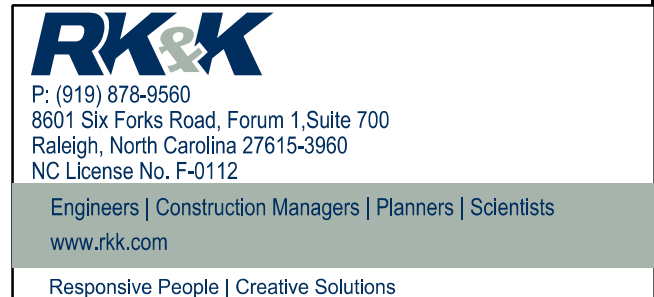 RK&K
P: (919) 878-9560
8601 Six Forks Road, Forum 1,Suite 700
Raleigh, North Carolina 27615-3960
NC License No. F-0112
Engineers | Construction Managers | Planners | Scientists
www.rkk.com
Responsive People | Creative Solutions